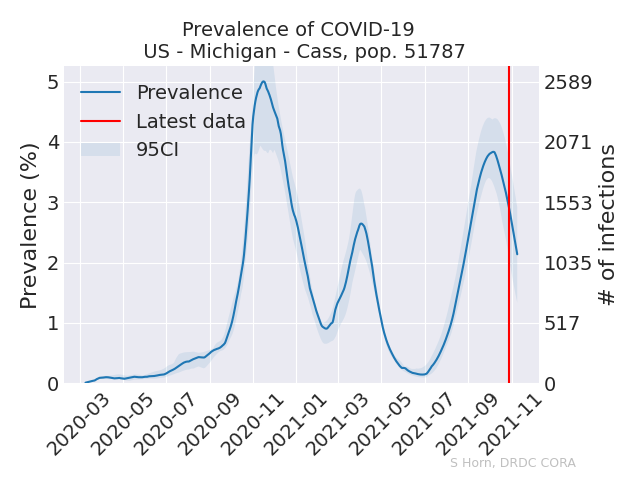 Prevalence of COVID-19
US - Michigan - Cass, pop. 51787
Prevalence
Latest data
95CI
Prevalence (%)
5
4
3
2
1
0
2589
2071
1553
1035
517
0
# of infections
2020-03
2020-05
2020-07
2020-09
2020-11
2021-01
2021-03
2021-05
2021-07
2021-09
2021-11
S Horn, DRDC CORA